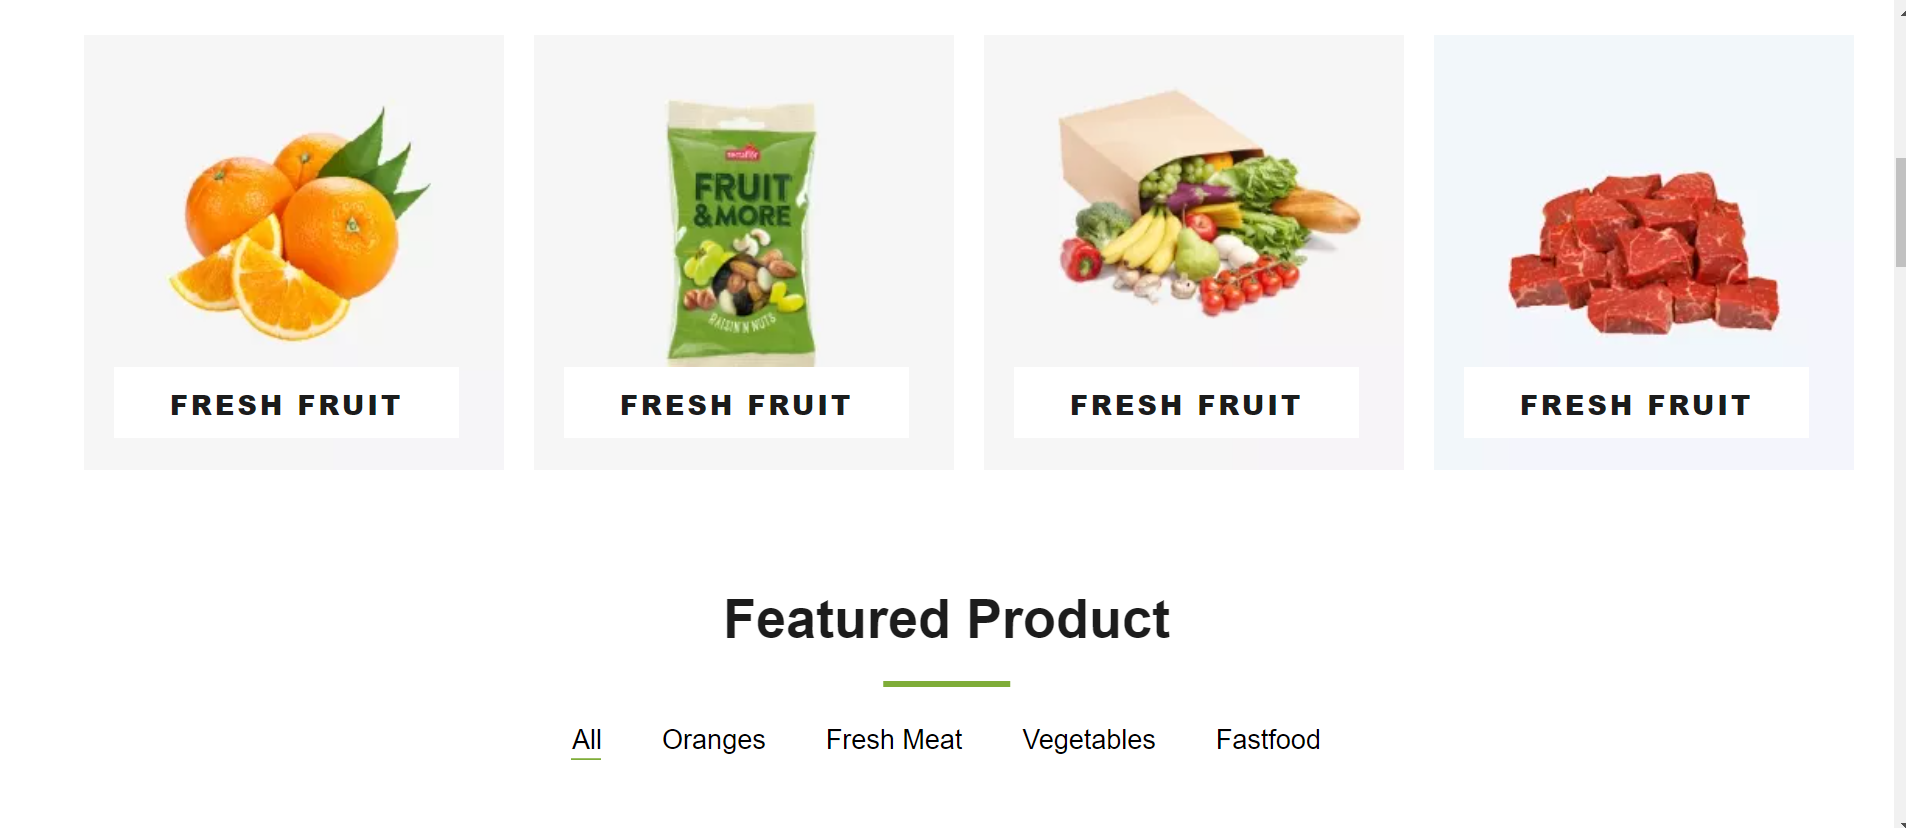 FRUIT
&MORE
RAISIN N NUTS
FRESH FRUIT
FRESH FRUIT
FRESH FRUIT
FRESH FRUIT
Featured Product
All
Oranges
Fresh Meat
Vegetables
Fastfood